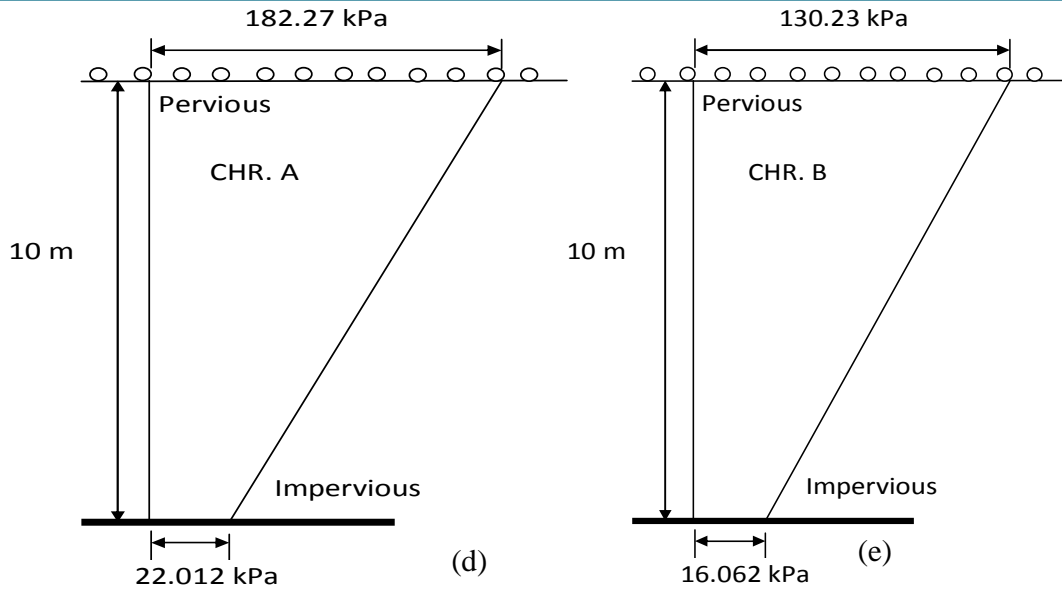 182.27 kPa
Pervious
CHR. A
10 m
Impervious
22.012 kPa
(d)
130.23 kPa
Pervious
CHR. B
10 m
Impervious
16.062 kPa
(e)